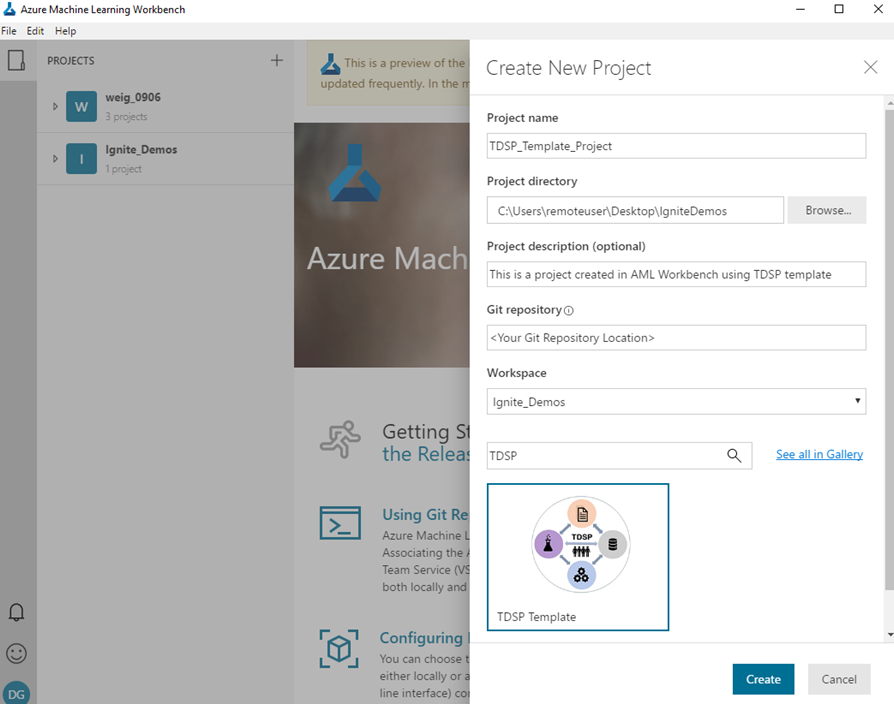 Azure Machine Learning Workbench
File Edit Help
PROJECTS
W
weig_0906
3 projects
I
Ignite_Demos
1 project
DG
This is a preview of the
updated frequently. In the m
Azure Mach
Getting St
the Relea
Using Git Re
Azure Machine L
Associating the A
Team Service (VS
both locally and
Configuring
You can choose t
either locally or a
line interface) con
Create New Project
Project name
TDSP_Template_Project
Project directory
C:\Users\remoteuser\Desktop\IgniteDemos
Browse...
Project description (optional)
This is a project created in AML Workbench using TDSP template
Git repository
<Your Git Repository Location>
Workspace
Ignite_Demos
TDSP
See all in Gallery
TDSP
TDSP Template
Create
Cancel